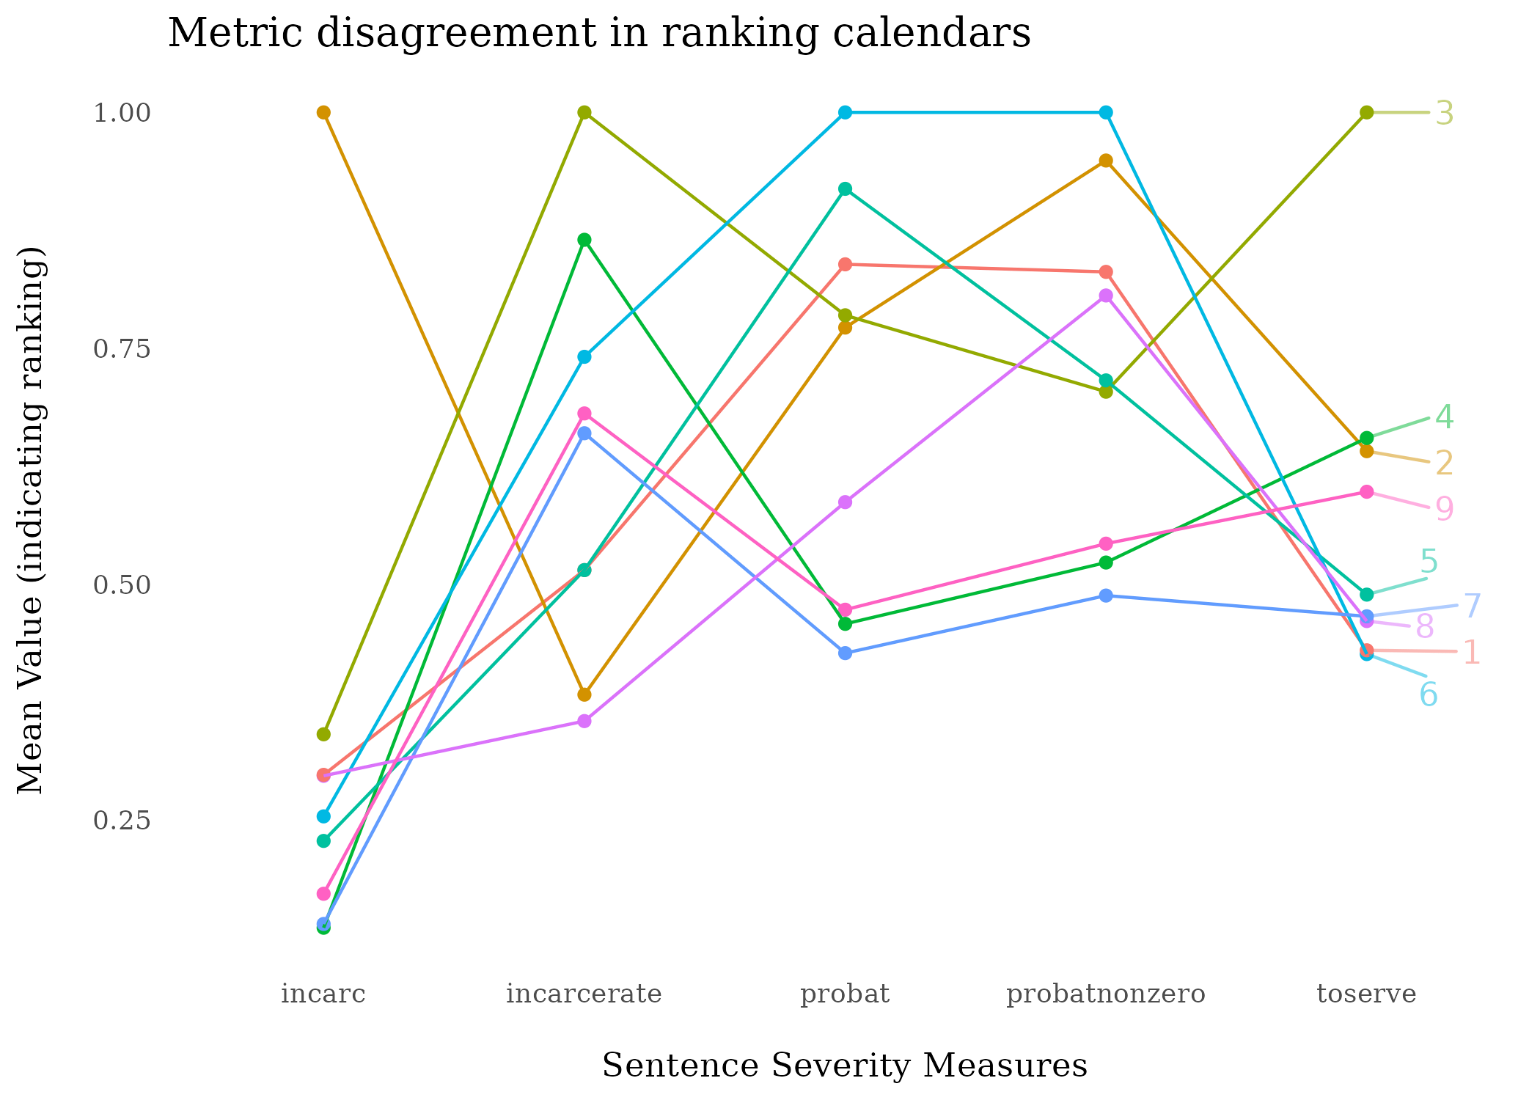 Metric disagreement in ranking calendars
Mean Value (indicating ranking)
1.00
0.75
0.50
0.25
3
4
2
9
5
7
8
1
6
incarc
incarcerate
probat
probatnonzero
toserve
Sentence Severity Measures